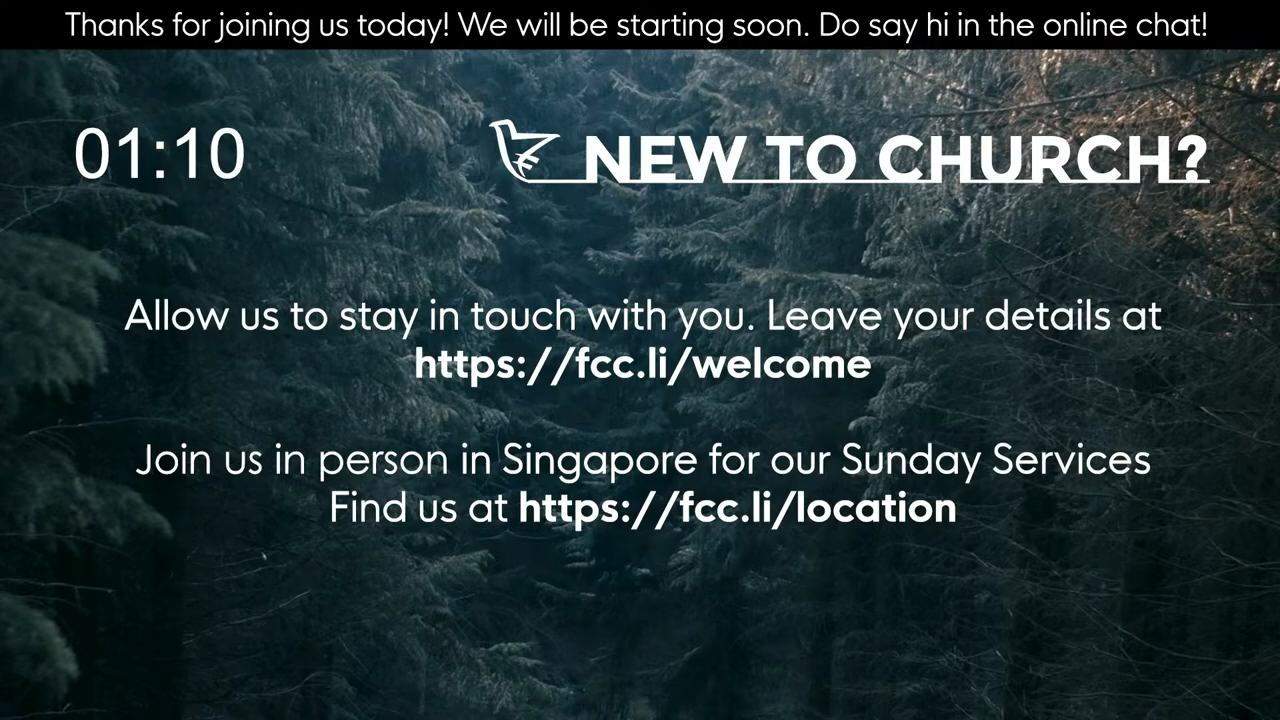 Thanks for joining us today! We will be starting soon. Do say hi in the online chat!
01:10
NEW TO CHURCH?
Allow us to stay in touch with you. Leave your details at
https://fcc.li/welcome
Join us in person in Singapore for our Sunday Services
Find us at https://fcc.li/location